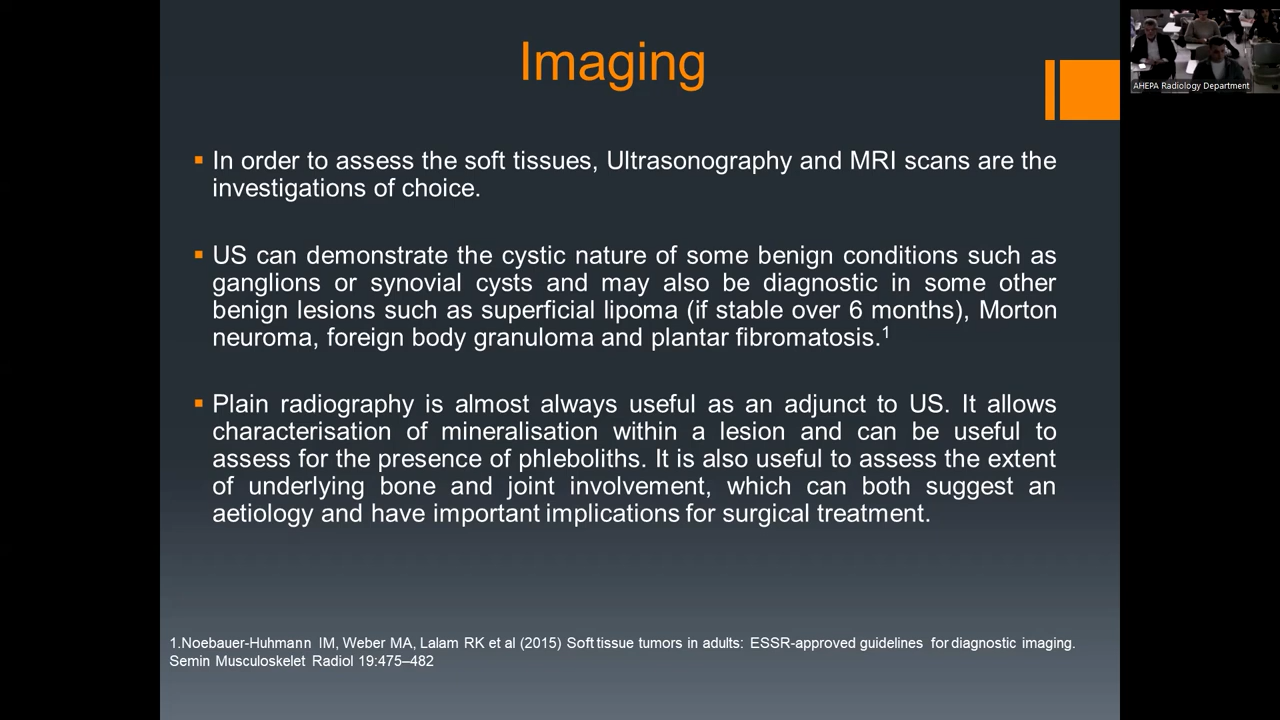 Imaging
AHEPA Radiology Department
In order to assess the soft tissues, Ultrasonography and MRI scans are the
investigations of choice.
US can demonstrate the cystic nature of some benign conditions such as
ganglions or synovial cysts and may also be diagnostic in some other
benign lesions such as superficial lipoma (if stable over 6 months), Morton
neuroma, foreign body granuloma and plantar fibromatosis.¹
Plain radiography is almost always useful as an adjunct to US. It allows
characterisation of mineralisation within a lesion and can be useful to
assess for the presence of phleboliths. It is also useful to assess the extent
of underlying bone and joint involvement, which can both suggest an
aetiology and have important implications for surgical treatment.
1.Noebauer-Huhmann IM, Weber MA, Lalam RK et al (2015) Soft tissue tumors in adults: ESSR-approved guidelines for diagnostic imaging.
Semin Musculoskelet Radiol 19:475–482